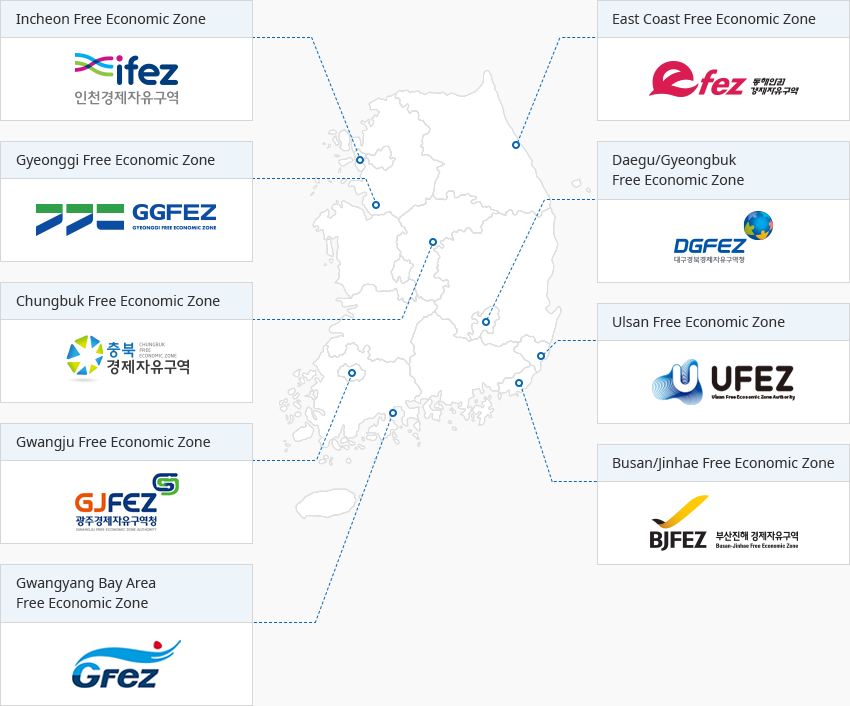 Incheon Free Economic Zone
ifez
인천경제자유구역
Gyeonggi Free Economic Zone
GGFEZ
GYEONGGI FREE ECONOMIC ZONE
Chungbuk Free Economic Zone
충북
CHUNGBUK
FREE
ECONOMIC ZONE
경제자유구역
Gwangju Free Economic Zone
GJFEZ
광주경제자유구역청
GWANGJU FREE ECONOMIC ZONE AUTHORITY
Gwangyang Bay Area
Free Economic Zone
GFEZ
East Coast Free Economic Zone
efez
동해안권
경제자유구역
Daegu/Gyeongbuk
Free Economic Zone
DGFEZ
대구경북경제자유구역청
Ulsan Free Economic Zone
UFEZ
Ulsan Free Economic Zone Authority
Busan/Jinhae Free Economic Zone
BJFEZ
부산진해 경제자유구역
Busan-Jinhae Free Economic Zone